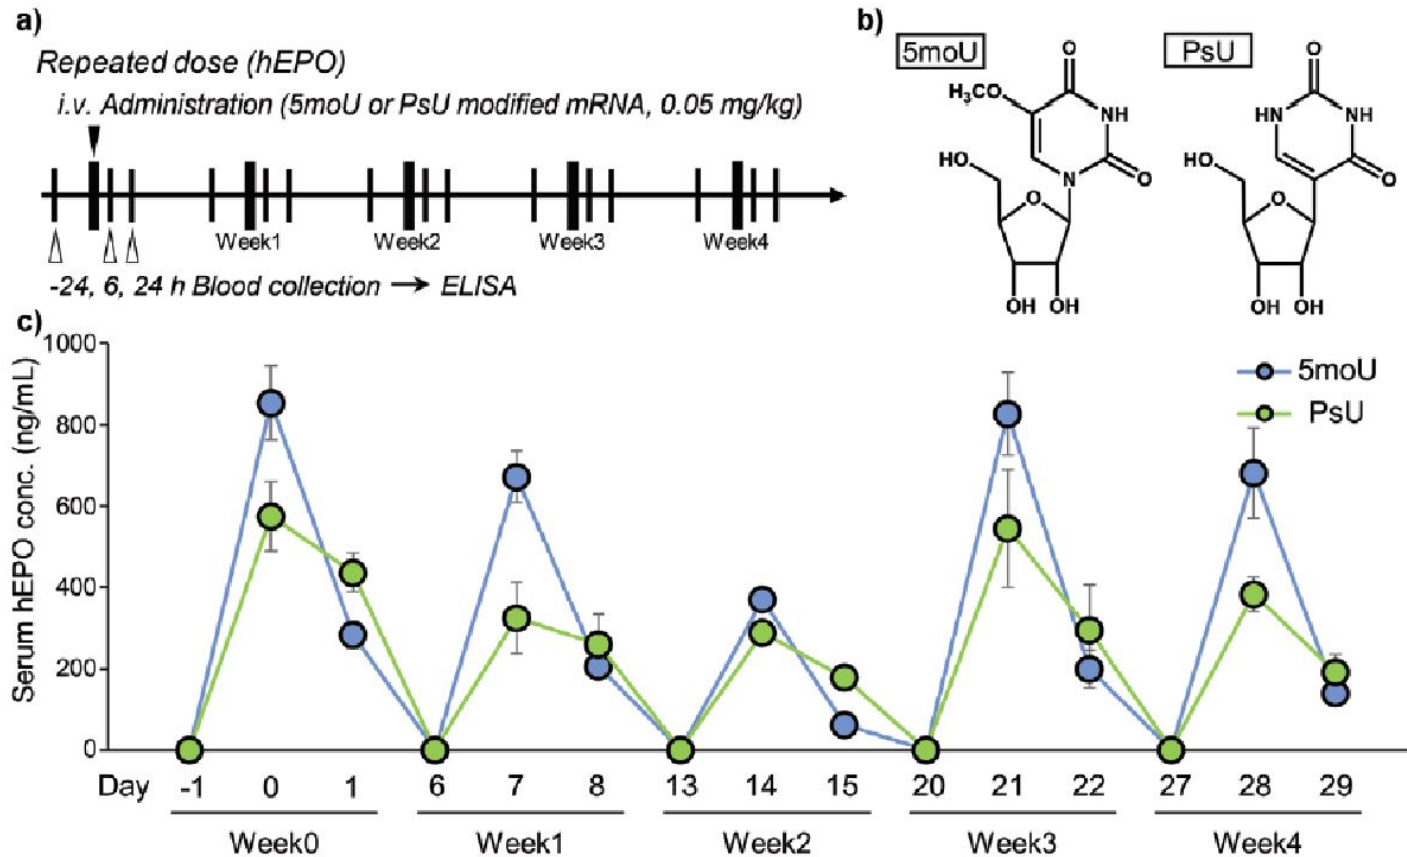 a)
Repeated dose (hEPO)
i.v. Administration (5moU or PsU modified mRNA, 0.05 mg/kg)
Week1 Week2 Week3 Week4
-24, 6, 24 h Blood collection → ELISA
b)
5moU PsU
O
H₃CO
NH
HO
N
O
O
OH OH
O
HN NH
HO
O
O
OH OH
c)
Serum hEPO conc. (ng/mL)
1000
800
600
400
200
0
5moU
PsU
Day -1 0 1 6 7 8 13 14 15 20 21 22 27 28 29
Week0 Week1 Week2 Week3 Week4